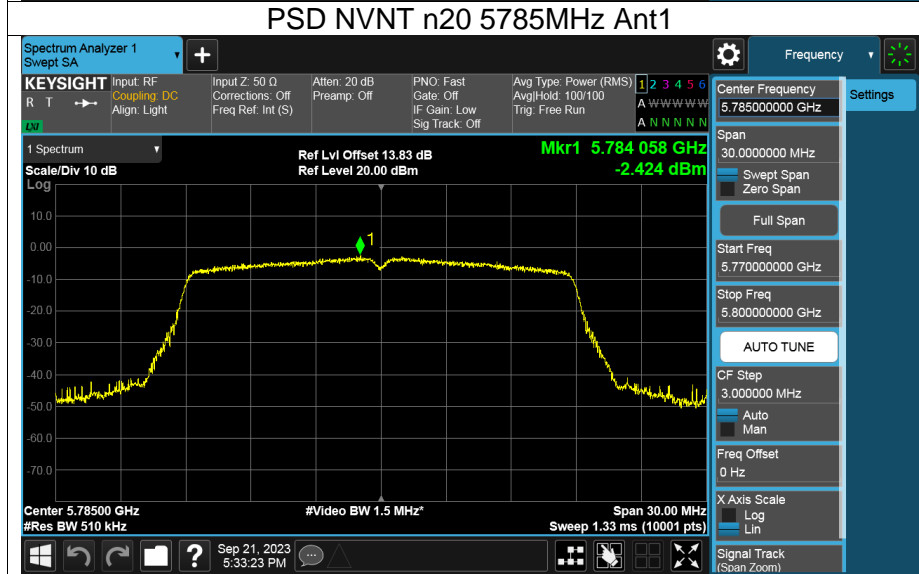 PSD NVNT n20 5785MHz Ant1
Spectrum Analyzer 1
Swept SA
+
Frequency
KEYSIGHT
R T
LXI
Input: RF
Coupling: DC
Align: Light
Input Z: 50 Ω
Corrections: Off
Freq Ref: Int (S)
Atten: 20 dB
Preamp: Off
PNO: Fast
Gate: Off
IF Gain: Low
Sig Track: Off
Avg Type: Power (RMS)
Avg|Hold: 100/100
Trig: Free Run
1 2 3 4 5 6
A W W W W W
A N N N N N
1 Spectrum
Scale/Div 10 dB
Log
Ref Lvl Offset 13.83 dB
Ref Level 20.00 dBm
Mkr1 5.784 058 GHz
-2.424 dBm
10.0
0.00
-10.0
-20.0
-30.0
-40.0
-50.0
-60.0
-70.0
1
Center 5.78500 GHz
#Res BW 510 kHz
#Video BW 1.5 MHz*
Span 30.00 MHz
Sweep 1.33 ms (10001 pts)
?
Sep 21, 2023
5:33:23 PM
Center Frequency
5.785000000 GHz
Settings
Span
30.0000000 MHz
Swept Span
Zero Span
Full Span
Start Freq
5.770000000 GHz
Stop Freq
5.800000000 GHz
AUTO TUNE
CF Step
3.000000 MHz
Auto
Man
Freq Offset
0 Hz
X Axis Scale
Log
Lin
Signal Track
(Span Zoom)